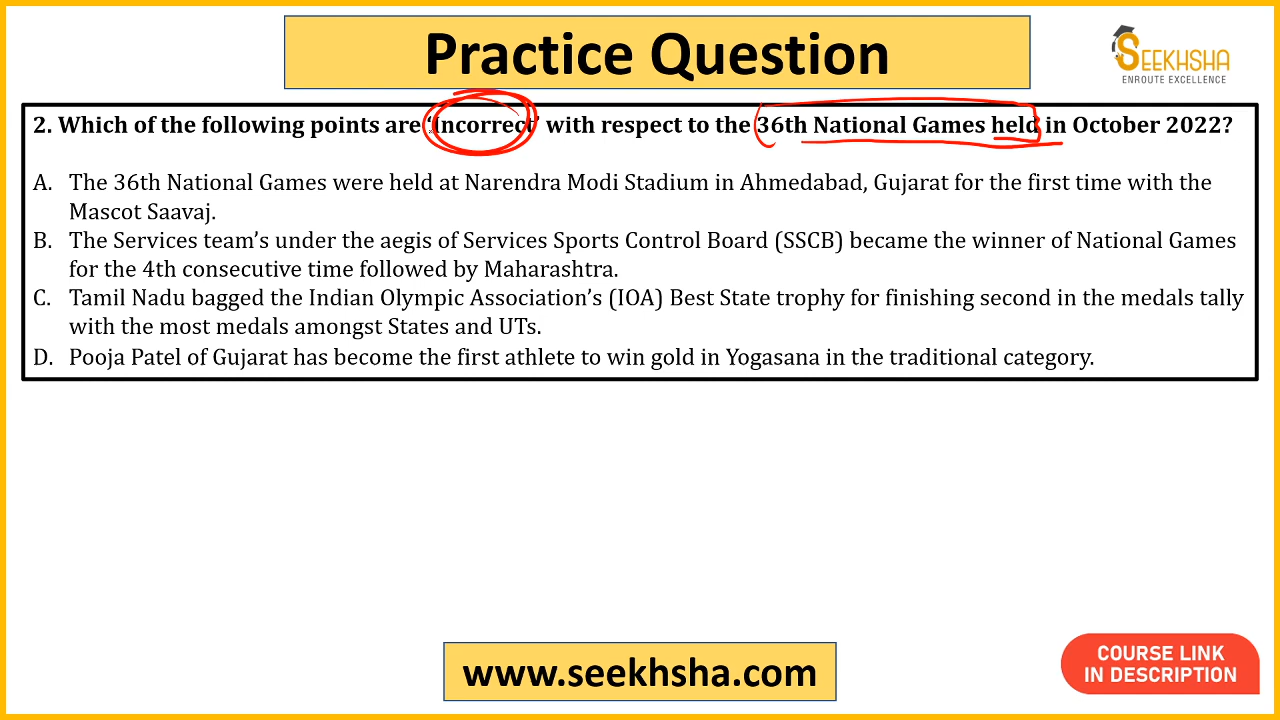 Practice Question
SEEKHSHA
ENROUTE EXCELLENCE
2. Which of the following points are ‘Incorrect’ with respect to the 36th National Games held in October 2022?
A. The 36th National Games were held at Narendra Modi Stadium in Ahmedabad, Gujarat for the first time with the
Mascot Saavaj.
B. The Services team’s under the aegis of Services Sports Control Board (SSCB) became the winner of National Games
for the 4th consecutive time followed by Maharashtra.
C. Tamil Nadu bagged the Indian Olympic Association’s (IOA) Best State trophy for finishing second in the medals tally
with the most medals amongst States and UTs.
D. Pooja Patel of Gujarat has become the first athlete to win gold in Yogasana in the traditional category.
www.seekhsha.com
COURSE LINK
IN DESCRIPTION